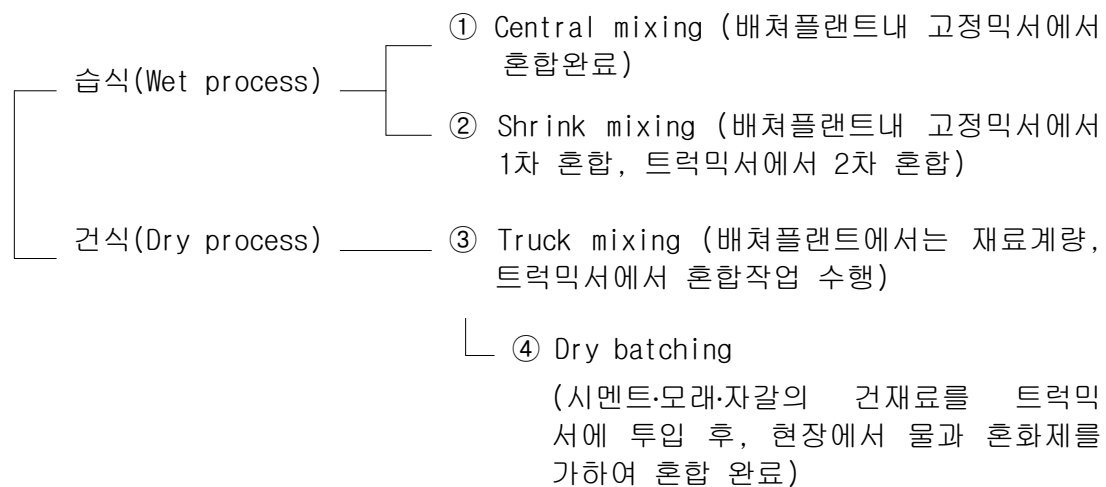 ① Central mixing (배쳐플랜트내 고정믹서에서
혼합완료)
습식(Wet process)
② Shrink mixing (배쳐플랜트내 고정믹서에서
1차 혼합, 트럭믹서에서 2차 혼합)
건식(Dry process)
③ Truck mixing (배쳐플랜트에서는 재료계량,
트럭믹서에서 혼합작업 수행)
④ Dry batching
(시멘트·모래·자갈의 건재료를 트럭믹
서에 투입 후, 현장에서 물과 혼화제를
가하여 혼합 완료)